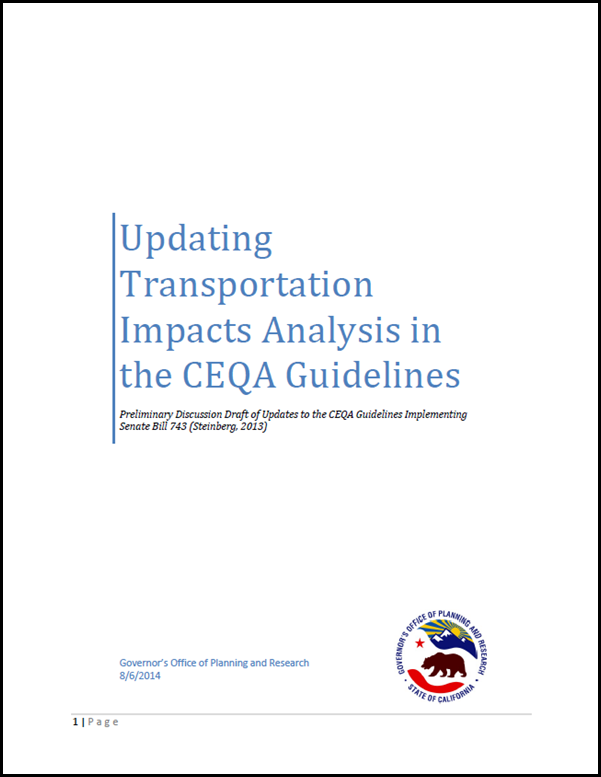 Updating
Transportation
Impacts Analysis in
the CEQA Guidelines
Preliminary Discussion Draft of Updates to the CEQA Guidelines Implementing
Senate Bill 743 (Steinberg, 2013)
GOVERNOR'S OFFICE OF PLANNING AND RESEARCH
STATE OF CALIFORNIA
Governor's Office of Planning and Research
8/6/2014
1 | Page